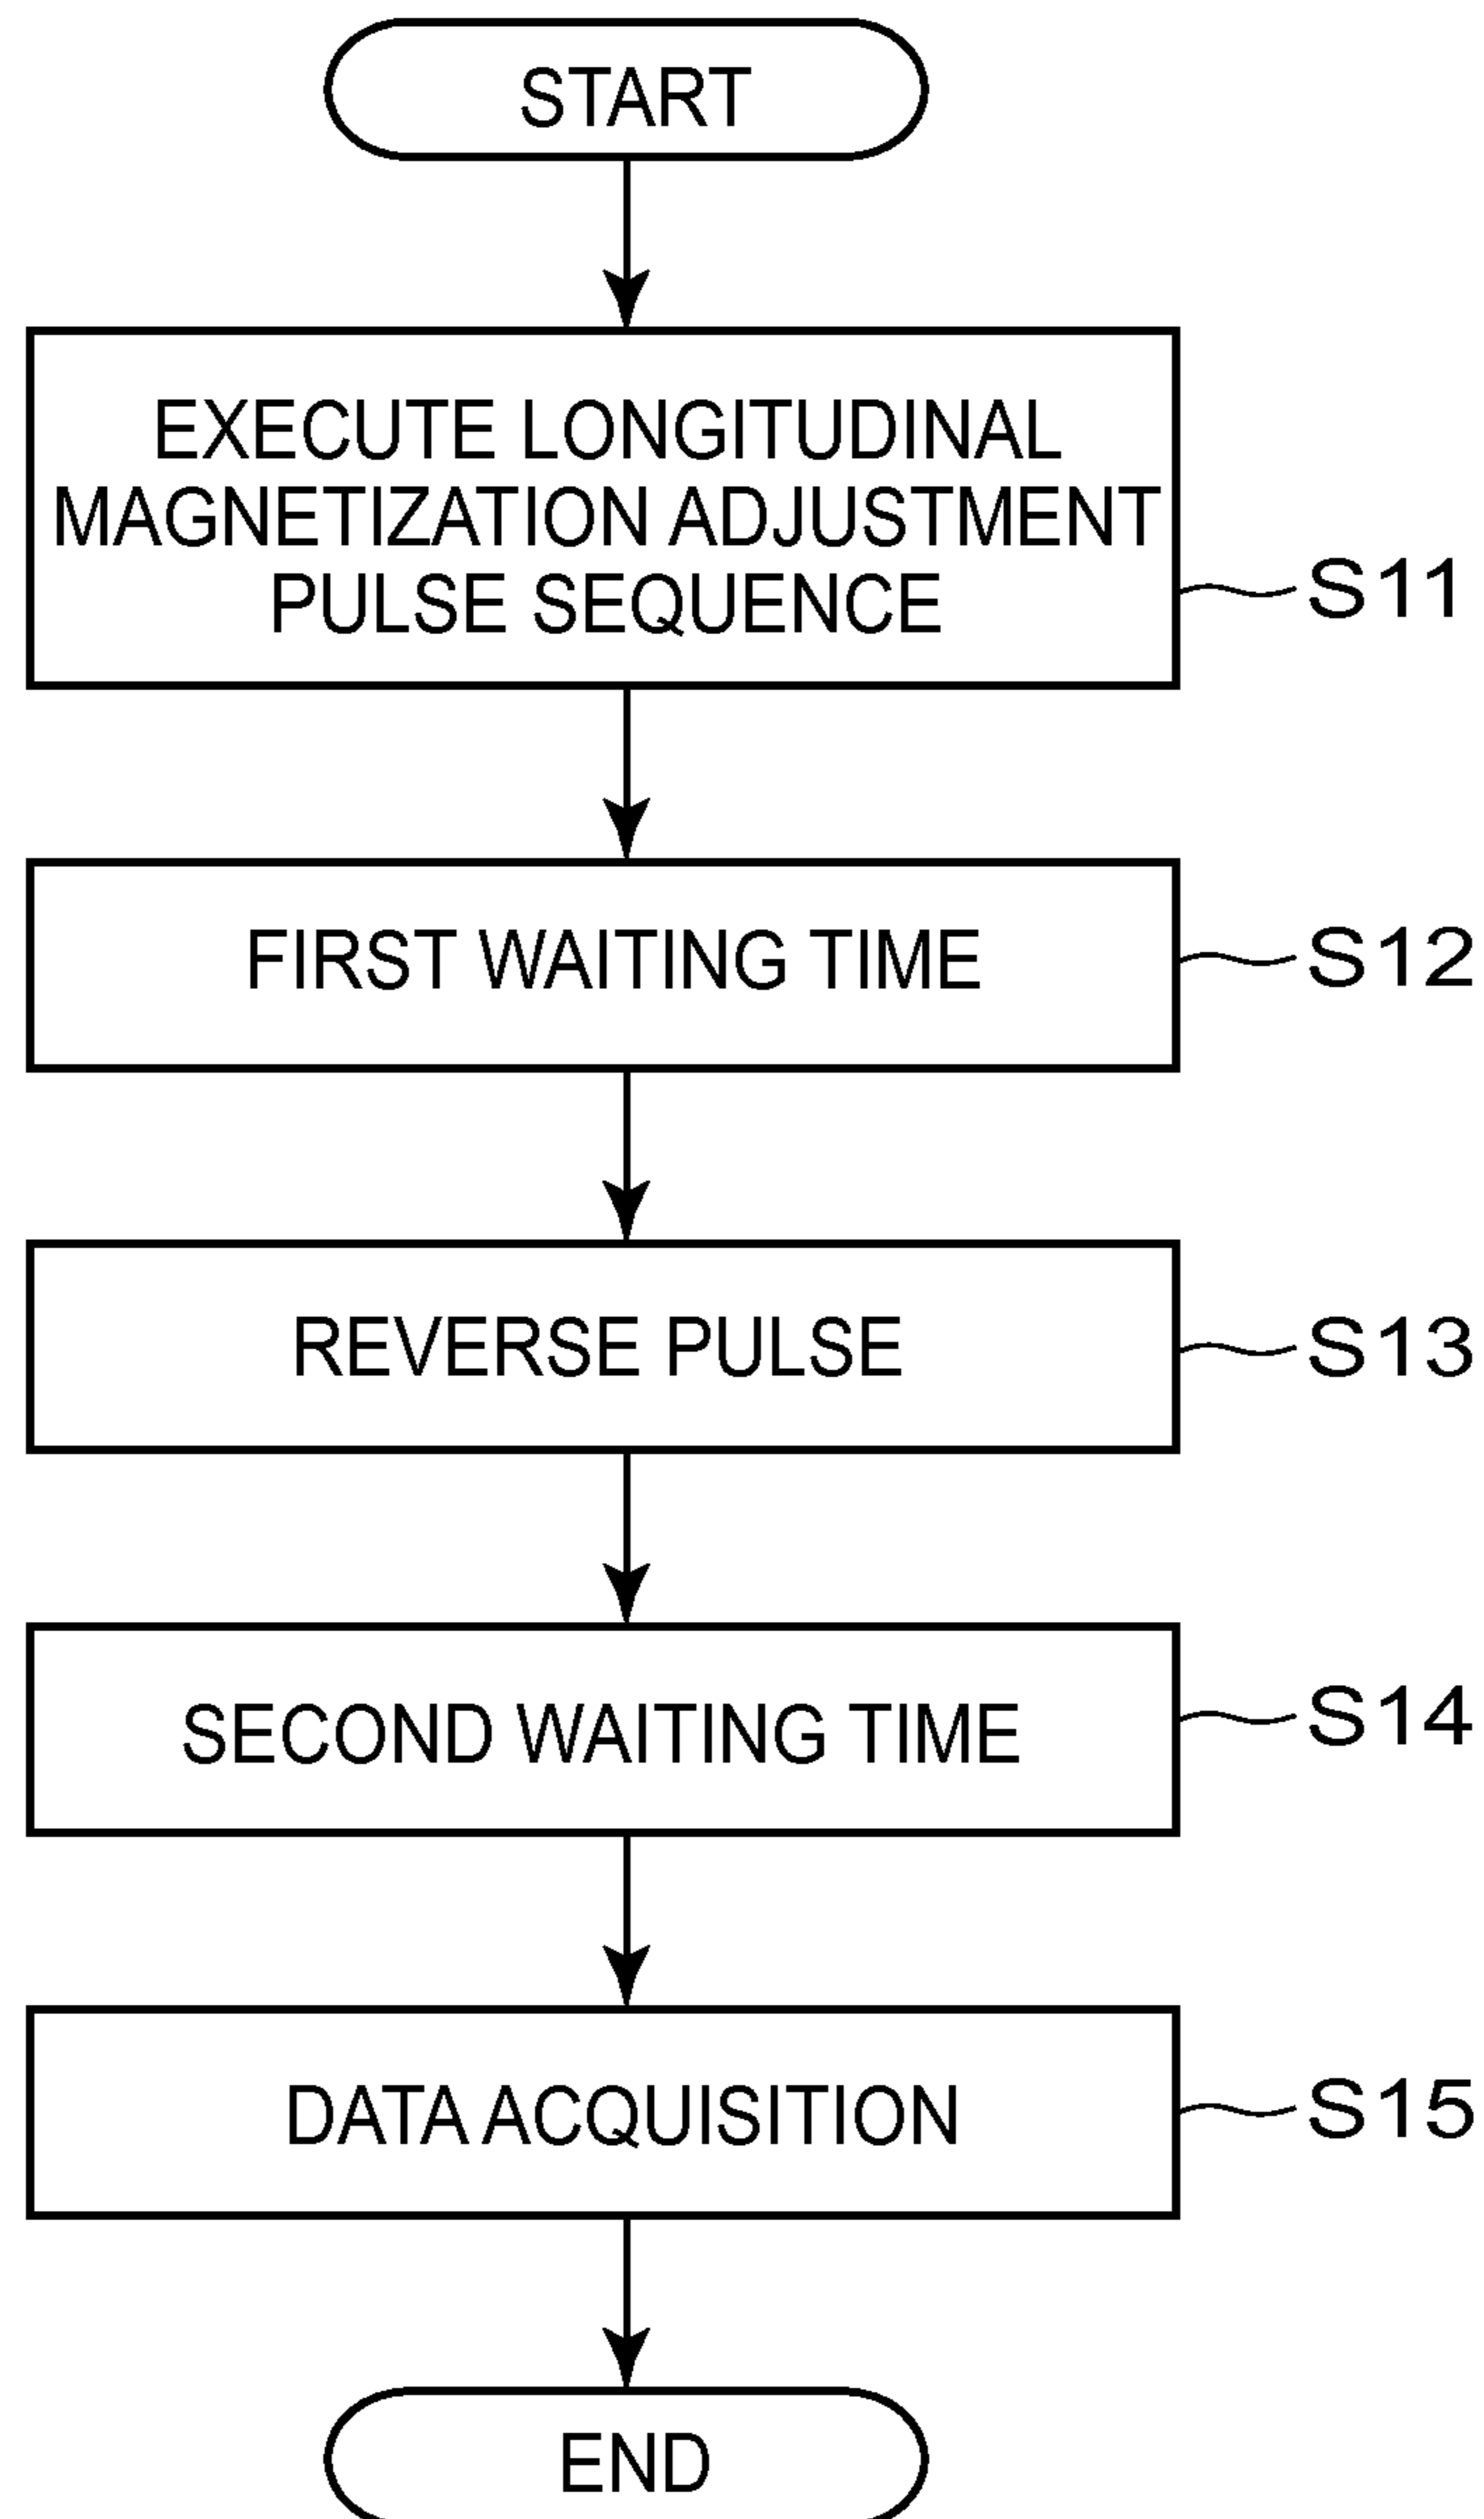 START
EXECUTE LONGITUDINAL
MAGNETIZATION ADJUSTMENT
PULSE SEQUENCE
S11
FIRST WAITING TIME
S12
REVERSE PULSE
S13
SECOND WAITING TIME
S14
DATA ACQUISITION
S15
END